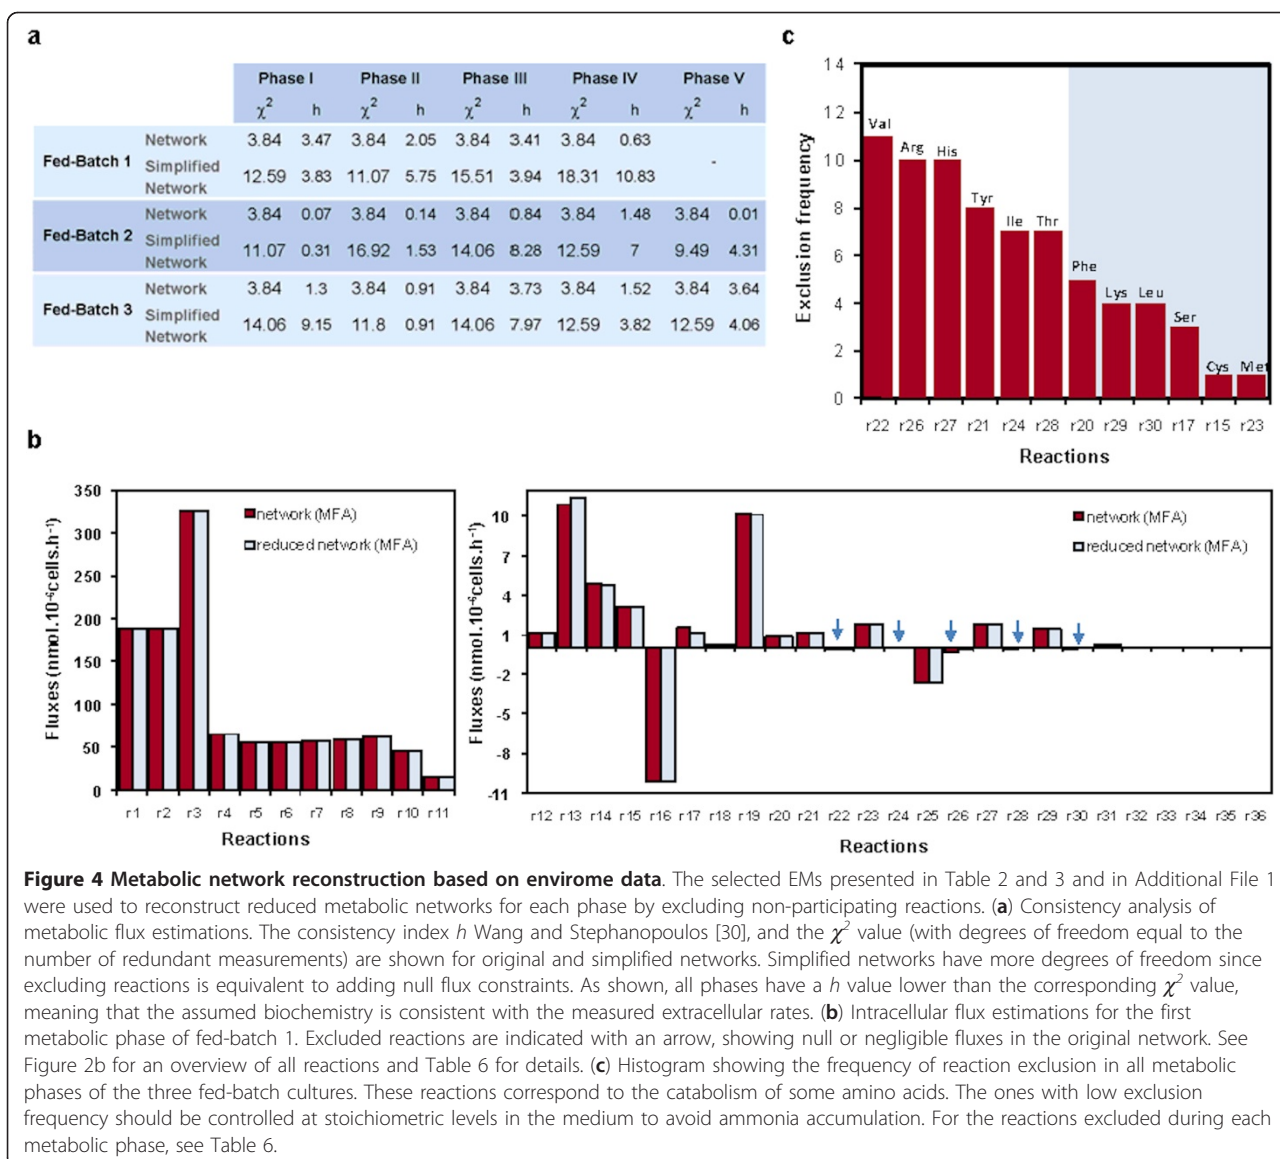 a
Phase I Phase II Phase III Phase IV Phase V
χ2 h χ2 h χ2 h χ2 h χ2 h
Fed-Batch 1
Network 3.84 3.47 3.84 2.05 3.84 3.41 3.84 0.63
-
Simplified Network 12.59 3.83 11.07 5.75 15.51 3.94 18.31 10.83
Fed-Batch 2
Network 3.84 0.07 3.84 0.14 3.84 0.84 3.84 1.48 3.84 0.01
Simplified Network 11.07 0.31 16.92 1.53 14.06 8.28 12.59 7 9.49 4.31
Fed-Batch 3
Network 3.84 1.3 3.84 0.91 3.84 3.73 3.84 1.52 3.84 3.64
Simplified Network 14.06 9.15 11.8 0.91 14.06 7.97 12.59 3.82 12.59 4.06
c
Exclusion frequency
14
12
10
8
6
4
2
0
Val Arg His Tyr Ile Thr Phe Lys Leu Ser Cys Met
r22 r26 r27 r21 r24 r28 r20 r29 r30 r17 r15 r23
Reactions
b
Fluxes (nmol.10⁻⁶cells.h⁻¹)
350
300
250
200
150
100
50
0
network (MFA)
reduced network (MFA)
r1 r2 r3 r4 r5 r6 r7 r8 r9 r10 r11
Reactions
Fluxes (nmol.10⁻⁶cells.h⁻¹)
10
7
4
1
-2
-5
-8
-11
network (MFA)
reduced network (MFA)
r12 r13 r14 r15 r16 r17 r18 r19 r20 r21 r22 r23 r24 r25 r26 r27 r28 r29 r30 r31 r32 r33 r34 r35 r36
Reactions
Figure 4 Metabolic network reconstruction based on envirome data. The selected EMs presented in Table 2 and 3 and in Additional File 1
were used to reconstruct reduced metabolic networks for each phase by excluding non-participating reactions. (a) Consistency analysis of
metabolic flux estimations. The consistency index h Wang and Stephanopoulos [30], and the χ2 value (with degrees of freedom equal to the
number of redundant measurements) are shown for original and simplified networks. Simplified networks have more degrees of freedom since
excluding reactions is equivalent to adding null flux constraints. As shown, all phases have a h value lower than the corresponding χ2 value,
meaning that the assumed biochemistry is consistent with the measured extracellular rates. (b) Intracellular flux estimations for the first
metabolic phase of fed-batch 1. Excluded reactions are indicated with an arrow, showing null or negligible fluxes in the original network. See
Figure 2b for an overview of all reactions and Table 6 for details. (c) Histogram showing the frequency of reaction exclusion in all metabolic
phases of the three fed-batch cultures. These reactions correspond to the catabolism of some amino acids. The ones with low exclusion
frequency should be controlled at stoichiometric levels in the medium to avoid ammonia accumulation. For the reactions excluded during each
metabolic phase, see Table 6.